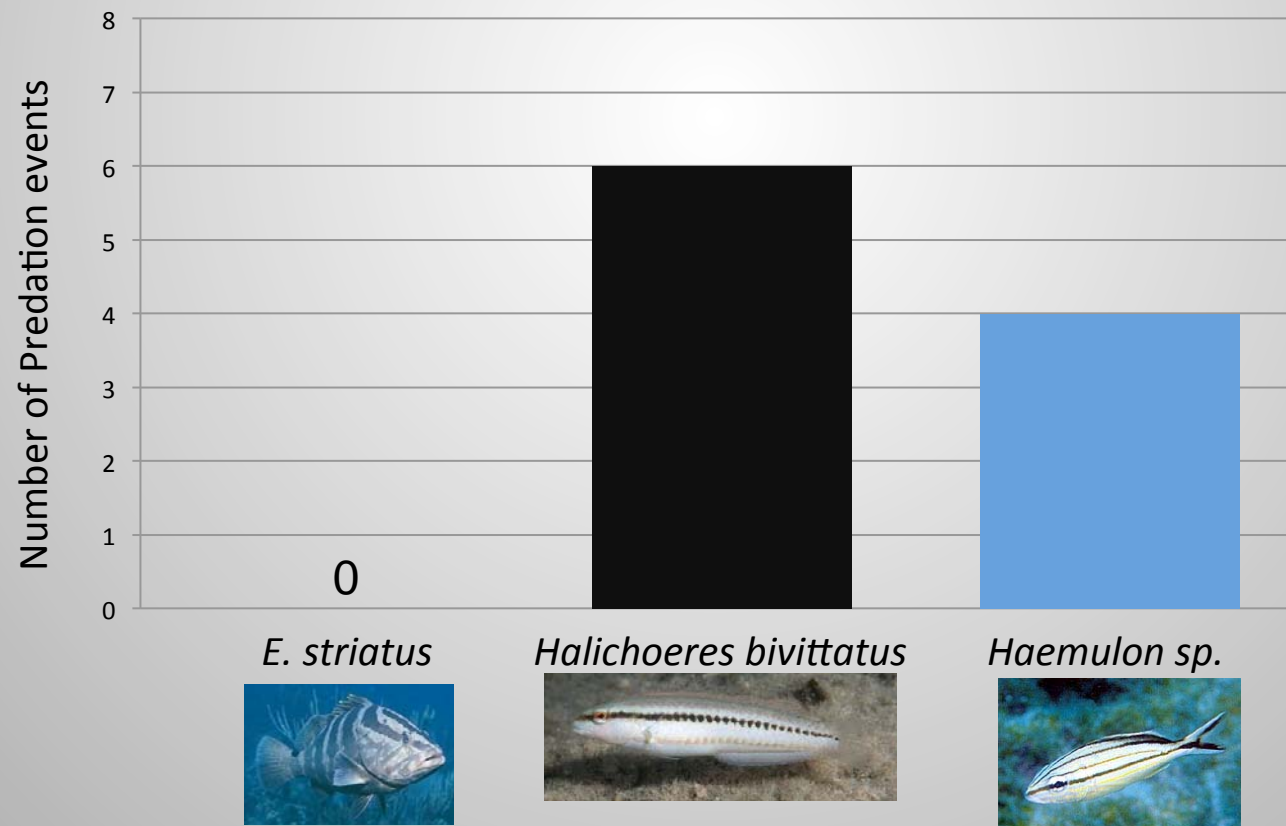 Number of Predation events
8
7
6
5
4
3
2
1
0
0
E. striatus
Halichoeres bivittatus
Haemulon sp.